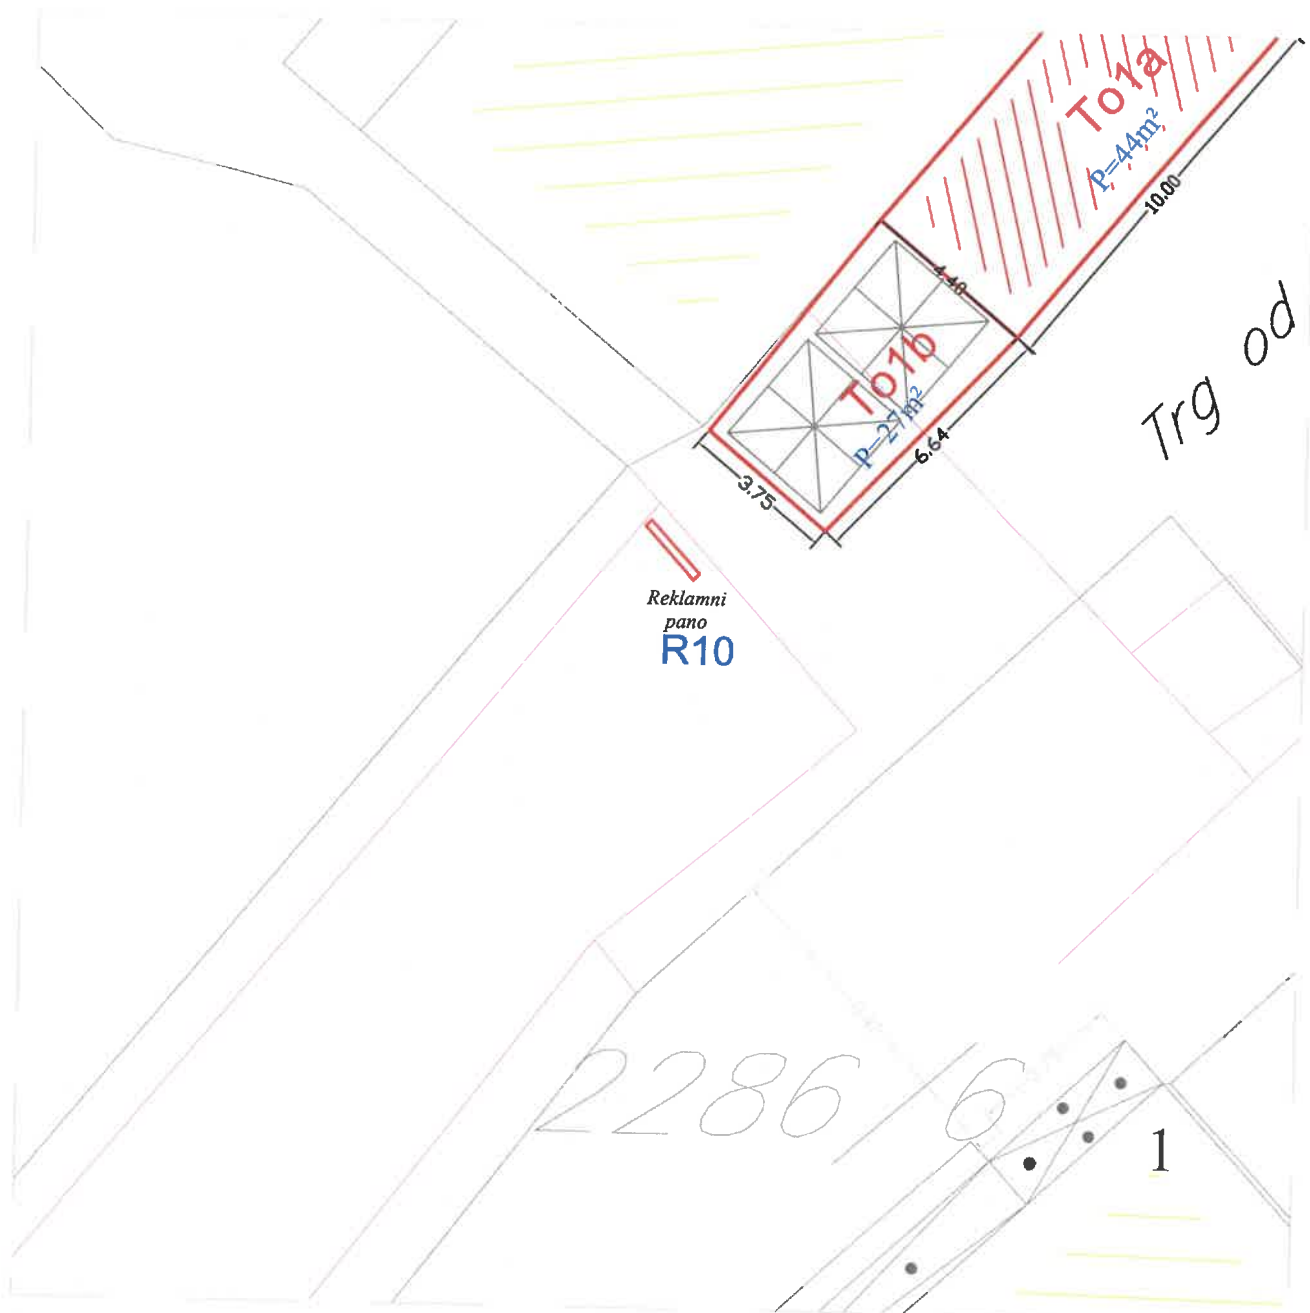 To1a
P=44m²
10.00
4.40
Trg od
To1b
P=27m²
6.64
3.75
Reklamni
pano
R10
2286/6
1